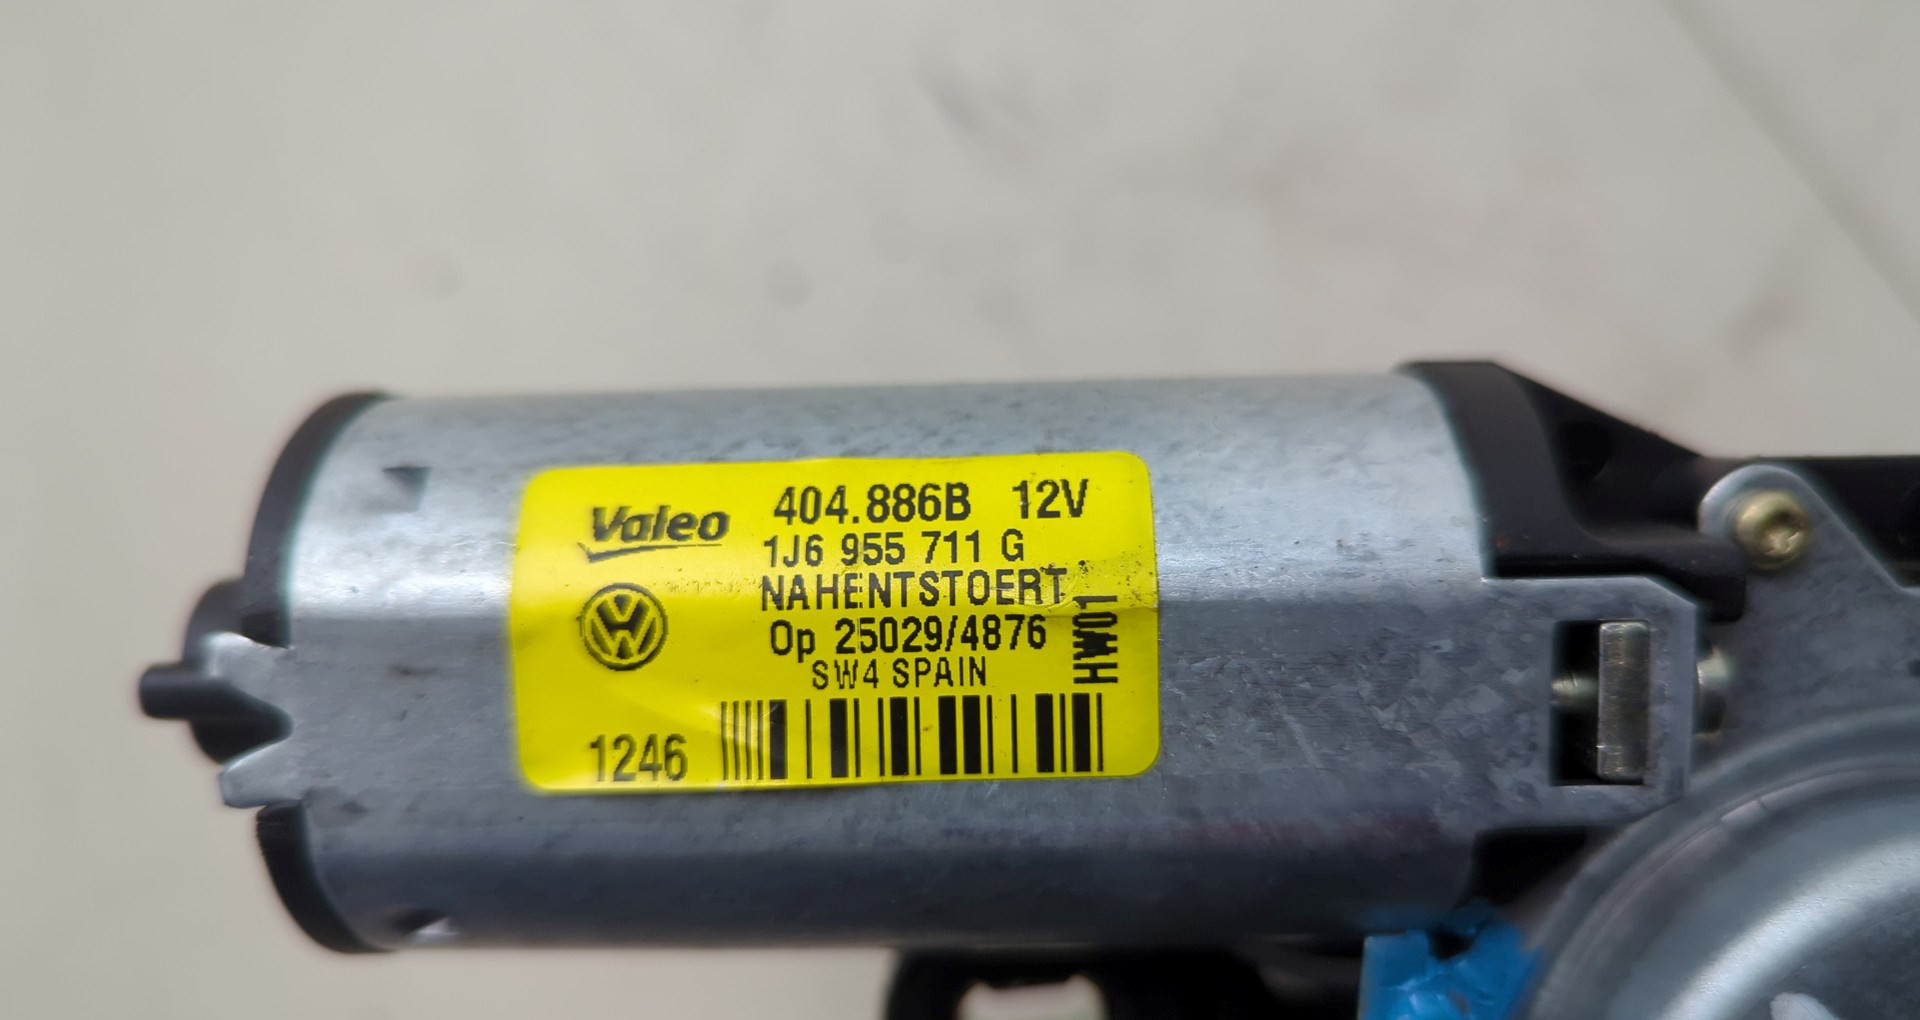 Valeo 404.886B 12V
1J6 955 711 G
NAHENTSTOERT
Op 25029/4876
SW4 SPAIN
HW01
1246